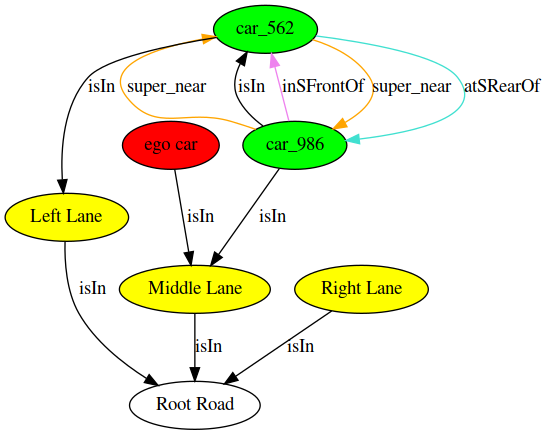 car_562
isIn super_near isIn inSFrontOf super_near atSRearOf
ego car car_986
Left Lane isIn isIn
isIn Middle Lane Right Lane
isIn isIn
Root Road